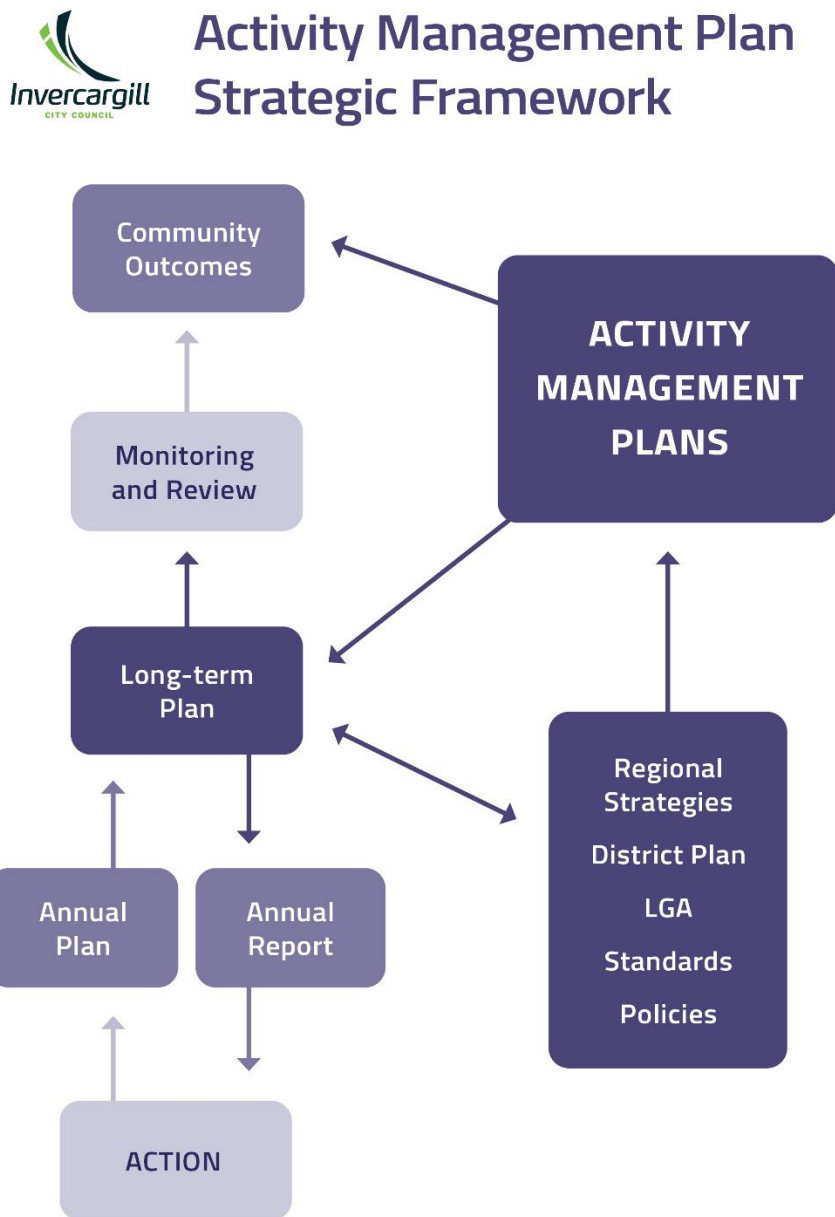 Invercargill
CITY COUNCIL
Activity Management Plan
Strategic Framework
Community
Outcomes
ACTIVITY
MANAGEMENT
PLANS
Monitoring
and Review
Long-term
Plan
Regional
Strategies
District Plan
LGA
Standards
Policies
Annual
Plan
Annual
Report
ACTION